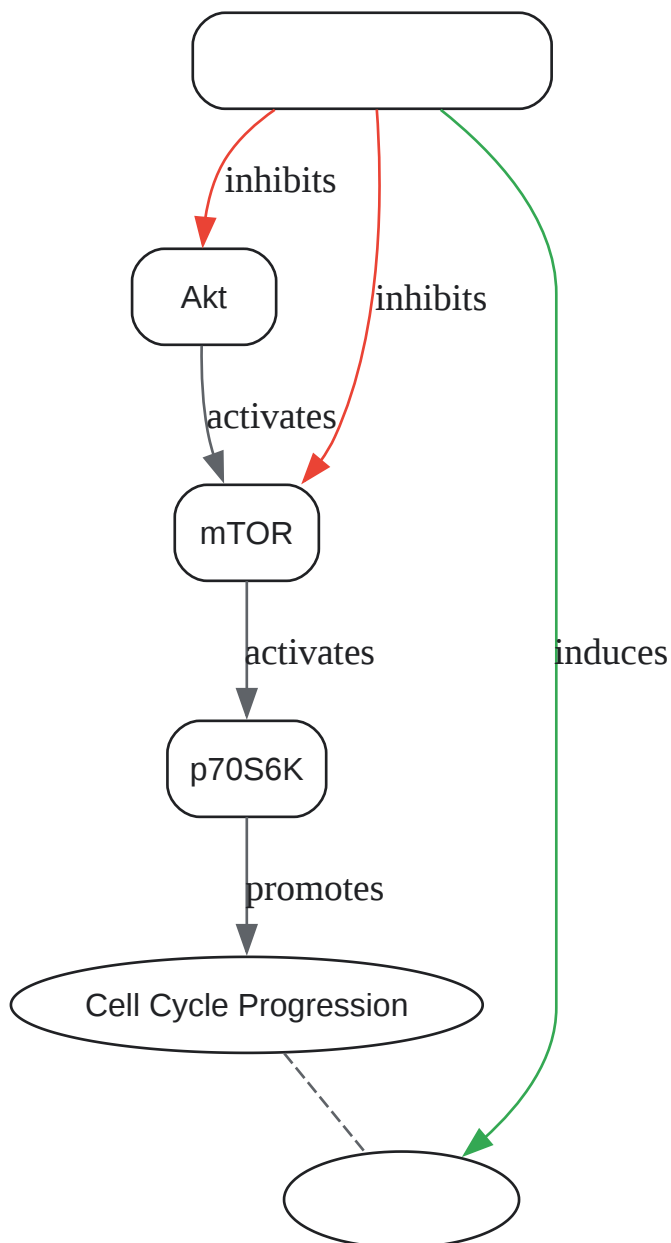 inhibits
Akt
inhibits
activates
mTOR
activates
induces
p70S6K
promotes
Cell Cycle Progression